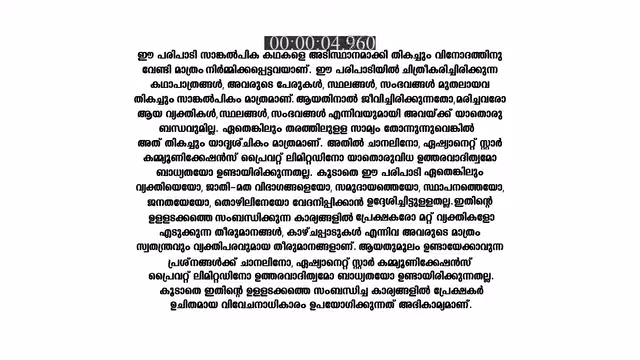 00:00:04.960
ഈ പരിപാടി സാങ്കൽപിക കഥകളെ അടിസ്ഥാനമാക്കി തികച്ചും വിനോദത്തിനു
വേണ്ടി മാത്രം നിർമ്മിക്കപ്പെട്ടവയാണ്. ഈ പരിപാടിയിൽ ചിത്രീകരിച്ചിരിക്കുന്ന
കഥാപാത്രങ്ങൾ, അവരുടെ പേരുകൾ, സ്ഥലങ്ങൾ, സംഭവങ്ങൾ മുതലായവ
തികച്ചും സാങ്കൽപികം മാത്രമാണ്. ആയതിനാൽ ജീവിച്ചിരിക്കുന്നതോ,മരിച്ചവരോ
ആയ വ്യക്തികൾ,സ്ഥലങ്ങൾ,സംഭവങ്ങൾ എന്നിവയുമായി അവയ്ക്ക് യാതൊരു
ബന്ധവുമില്ല. ഏതെങ്കിലും തരത്തിലുളള സാമ്യം തോന്നുന്നുവെങ്കിൽ
അത് തികച്ചും യാദൃശ്ചികം മാത്രമാണ്. അതിൽ ചാനലിനോ, ഏഷ്യാനെറ്റ് സ്റ്റാർ
കമ്മ്യൂണിക്കേഷൻസ് പ്രൈവറ്റ് ലിമിറ്റഡിനോ യാതൊരുവിധ ഉത്തരവാദിത്വമോ
ബാധ്യതയോ ഉണ്ടായിരിക്കുന്നതല്ല. കൂടാതെ ഈ പരിപാടി ഏതെങ്കിലും
വ്യക്തിയെയോ, ജാതി-മത വിഭാഗങ്ങളെയോ, സമുദായത്തെയോ, സ്ഥാപനത്തെയോ,
ജനതയേയോ, തൊഴിലിനേയോ വേദനിപ്പിക്കാൻ ഉദ്ദേശിച്ചിട്ടുളളതല്ല.ഇതിന്റെ
ഉളളടക്കത്തെ സംബന്ധിക്കുന്ന കാര്യങ്ങളിൽ പ്രേക്ഷകരോ മറ്റ് വ്യക്തികളോ
എടുക്കുന്ന തീരുമാനങ്ങൾ, കാഴ്ചപ്പാടുകൾ എന്നിവ അവരുടെ മാത്രം
സ്വതന്ത്രവും വ്യക്തിപരവുമായ തീരുമാനങ്ങളാണ്. ആയതുമൂലം ഉണ്ടായേക്കാവുന്ന
പ്രശ്നങ്ങൾക്ക് ചാനലിനോ, ഏഷ്യാനെറ്റ് സ്റ്റാർ കമ്മ്യൂണിക്കേഷൻസ്
പ്രൈവറ്റ് ലിമിറ്റഡിനോ ഉത്തരവാദിത്വമോ ബാധ്യതയോ ഉണ്ടായിരിക്കുന്നതല്ല.
കൂടാതെ ഇതിന്റെ ഉളളടക്കത്തെ സംബന്ധിച്ച കാര്യങ്ങളിൽ പ്രേക്ഷകർ
ഉചിതമായ വിവേചനാധികാരം ഉപയോഗിക്കുന്നത് അഭികാമ്യമാണ്.